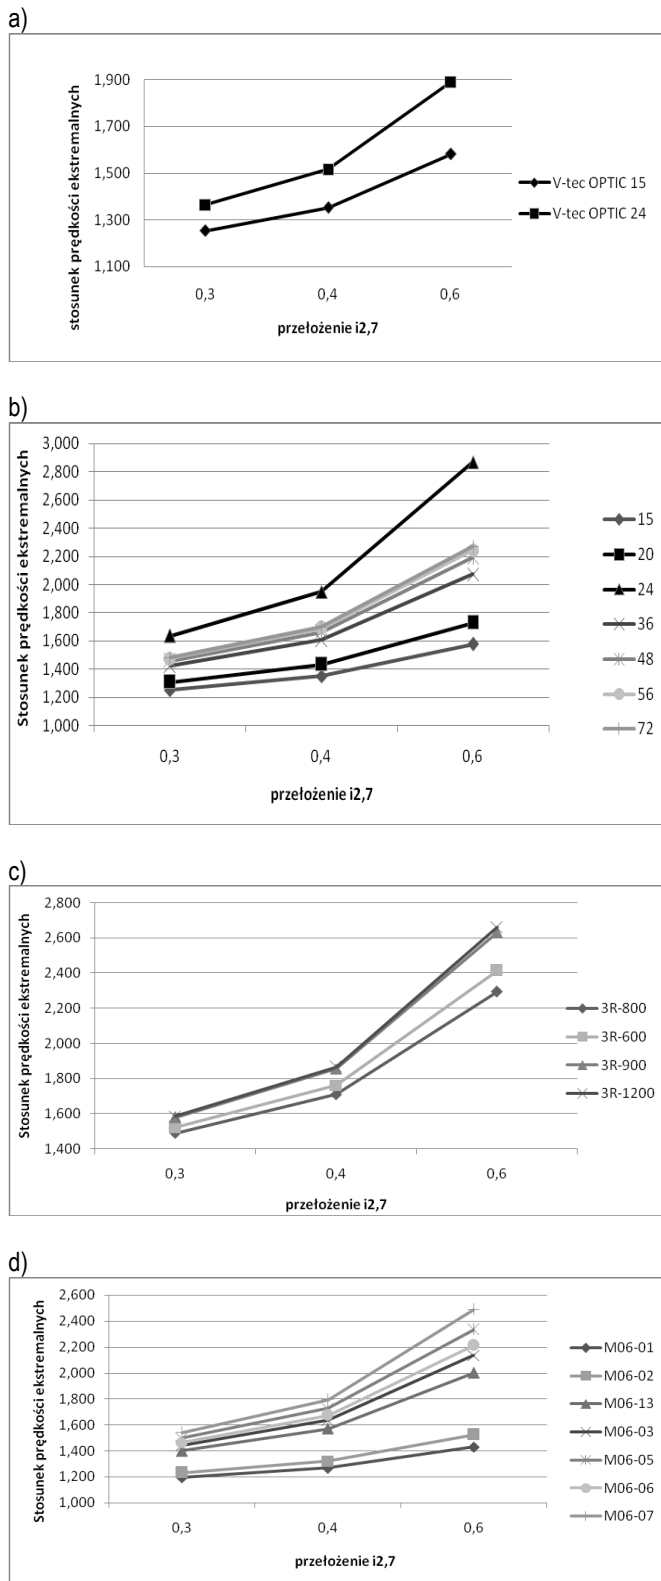 a)
stosunek prędkości ekstremalnych
1,900
1,700
1,500
1,300
1,100
0,3 0,4 0,6
przełożenie i2,7
V-tec OPTIC 15
V-tec OPTIC 24
b)
Stosunek prędkości ekstremalnych
3,000
2,800
2,600
2,400
2,200
2,000
1,800
1,600
1,400
1,200
1,000
0,3 0,4 0,6
przełożenie i2,7
15
20
24
36
48
56
72
c)
Stosunek prędkości ekstremalnych
2,800
2,600
2,400
2,200
2,000
1,800
1,600
1,400
0,3 0,4 0,6
przełożenie i2,7
3R-800
3R-600
3R-900
3R-1200
d)
Stosunek prędkości ekstremalnych
2,600
2,400
2,200
2,000
1,800
1,600
1,400
1,200
1,000
0,3 0,4 0,6
przełożenie i2,7
M06-01
M06-02
M06-13
M06-03
M06-05
M06-06
M06-07